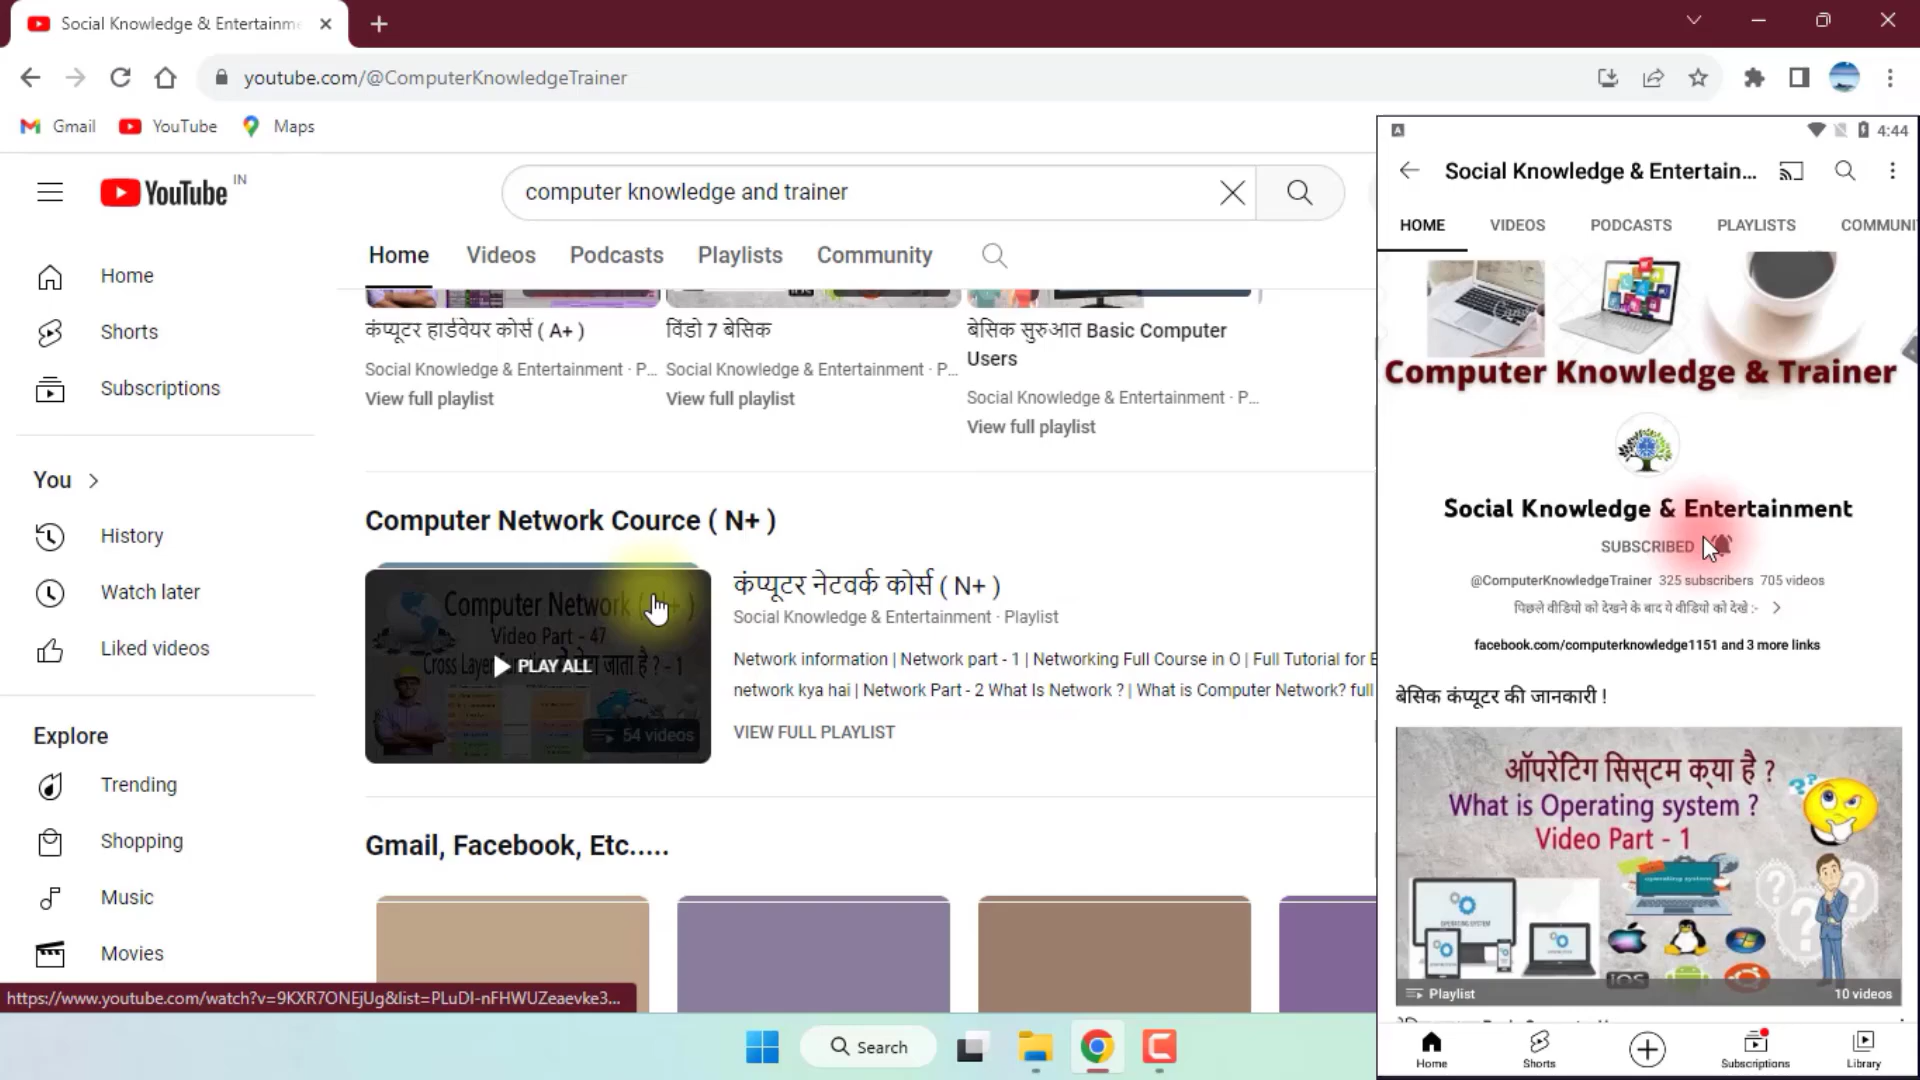 Social Knowledge & Entertainme
youtube.com/@ComputerKnowledgeTrainer
Gmail
YouTube
Maps
YouTube IN
computer knowledge and trainer
Home
Shorts
Subscriptions
You
History
Watch later
Liked videos
Explore
Trending
Shopping
Music
Movies
https://www.youtube.com/watch?v=9KXR7ONEjUg&list=PLuDI-nFHWUZeaevke3...
Home Videos Podcasts Playlists Community
कंप्यूटर हार्डवेयर कोर्स ( A+ )
Social Knowledge & Entertainment · P...
View full playlist
विंडो 7 बेसिक
Social Knowledge & Entertainment · P...
View full playlist
बेसिक सुरुआत Basic Computer
Users
Social Knowledge & Entertainment · P...
View full playlist
Computer Network Cource ( N+ )
Computer Network
Video Part - 47
PLAY ALL
54 videos
कंप्यूटर नेटवर्क कोर्स ( N+ )
Social Knowledge & Entertainment · Playlist
Network information | Network part - 1 | Networking Full Course in O | Full Tutorial for E
network kya hai | Network Part - 2 What Is Network ? | What is Computer Network? full
VIEW FULL PLAYLIST
Gmail, Facebook, Etc.....
Search
4:44
Social Knowledge & Entertain...
HOME VIDEOS PODCASTS PLAYLISTS COMMUNI
Computer Knowledge & Trainer
Social Knowledge & Entertainment
SUBSCRIBED
@ComputerKnowledgeTrainer 325 subscribers 705 videos
पिछले वीडियो को देखने के बाद ये वीडियो को देखे :-
facebook.com/computerknowledge1151 and 3 more links
बेसिक कंप्यूटर की जानकारी !
ऑपरेटिग सिस्टम क्या है ?
What is Operating system ?
Video Part - 1
iOS
Playlist
10 videos
Home
Shorts
Subscriptions
Library